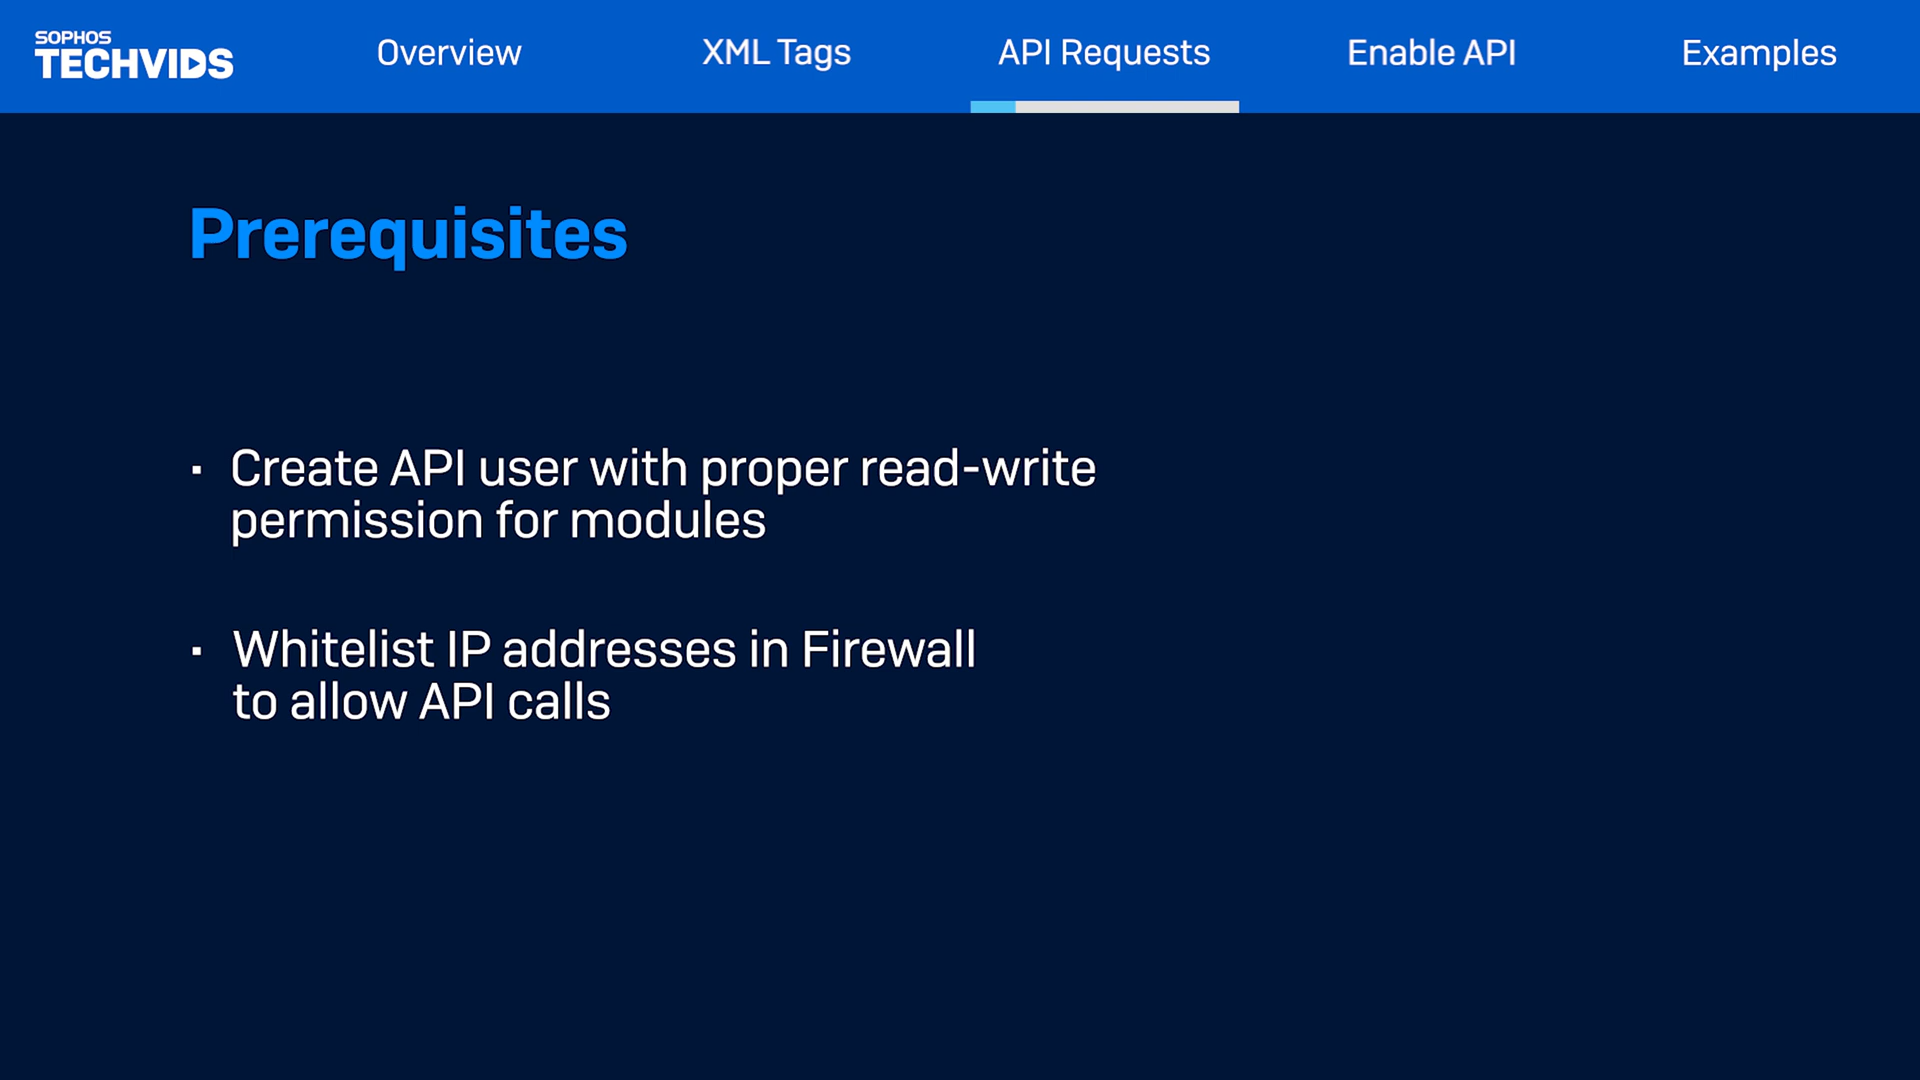 SOPHOS
TECHVIDS
Overview
XML Tags
API Requests
Enable API
Examples
Prerequisites
▪ Create API user with proper read-write
permission for modules
▪ Whitelist IP addresses in Firewall
to allow API calls